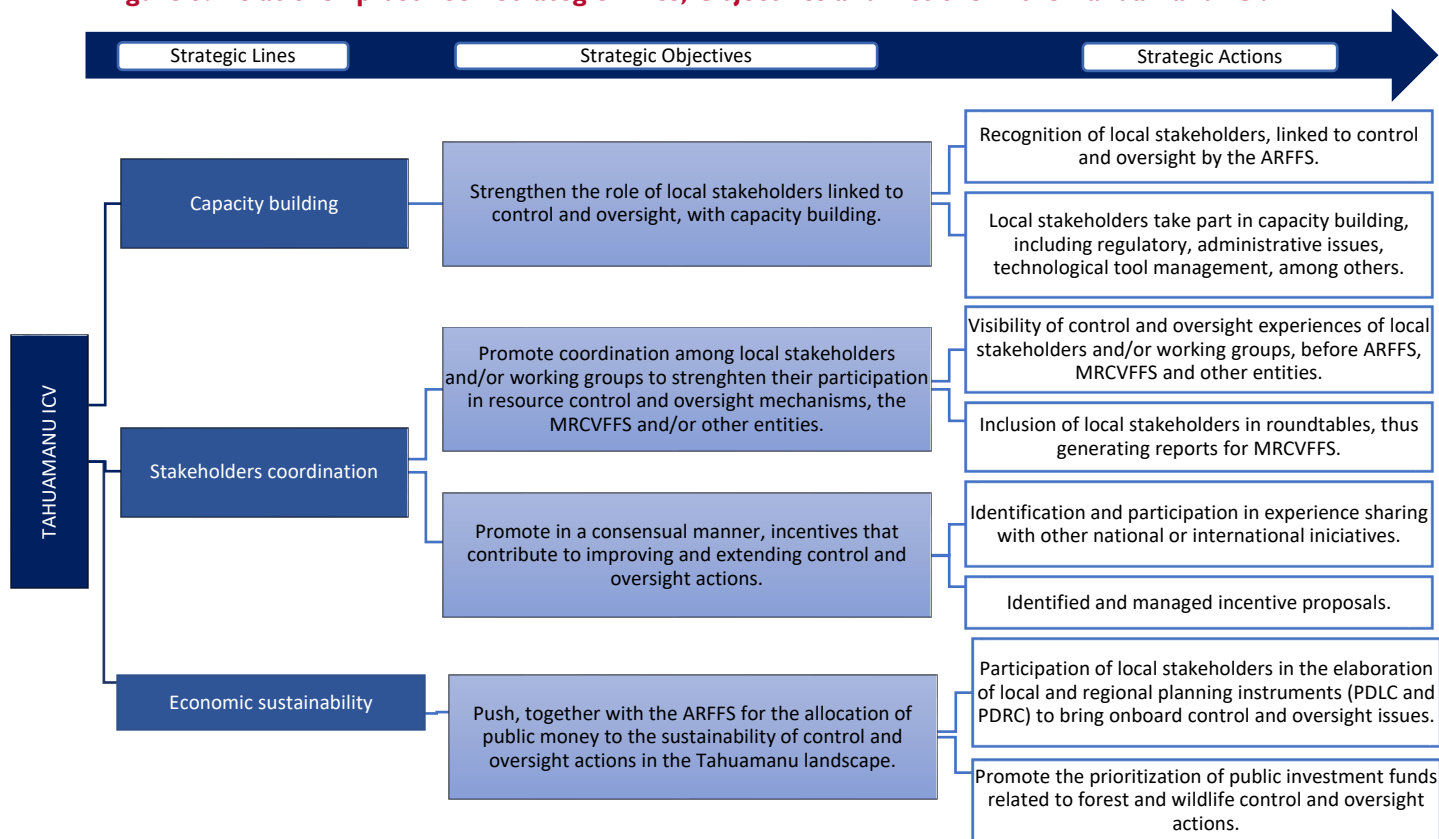 Relationship between Strategic Lines, Objectives and Actions in the Tahuamanu
Strategic Lines
Strategic Objectives
Strategic Actions
TAHUAMANU ICV
Capacity building
Strengthen the role of local stakeholders linked to
control and oversight, with capacity building.
Recognition of local stakeholders, linked to control
and oversight by the ARFFS.
Local stakeholders take part in capacity building,
including regulatory, administrative issues,
technological tool management, among others.
Stakeholders coordination
Promote coordination among local stakeholders
and/or working groups to strenghten their participation
in resource control and oversight mechanisms, the
MRCVFFS and/or other entities.
Visibility of control and oversight experiences of local
stakeholders and/or working groups, before ARFFS,
MRCVFFS and other entities.
Inclusion of local stakeholders in roundtables, thus
generating reports for MRCVFFS.
Promote in a consensual manner, incentives that
contribute to improving and extending control and
oversight actions.
Identification and participation in experience sharing
with other national or international iniciatives.
Identified and managed incentive proposals.
Economic sustainability
Push, together with the ARFFS for the allocation of
public money to the sustainability of control and
oversight actions in the Tahuamanu landscape.
Participation of local stakeholders in the elaboration
of local and regional planning instruments (PDLC and
PDRC) to bring onboard control and oversight issues.
Promote the prioritization of public investment funds
related to forest and wildlife control and oversight
actions.